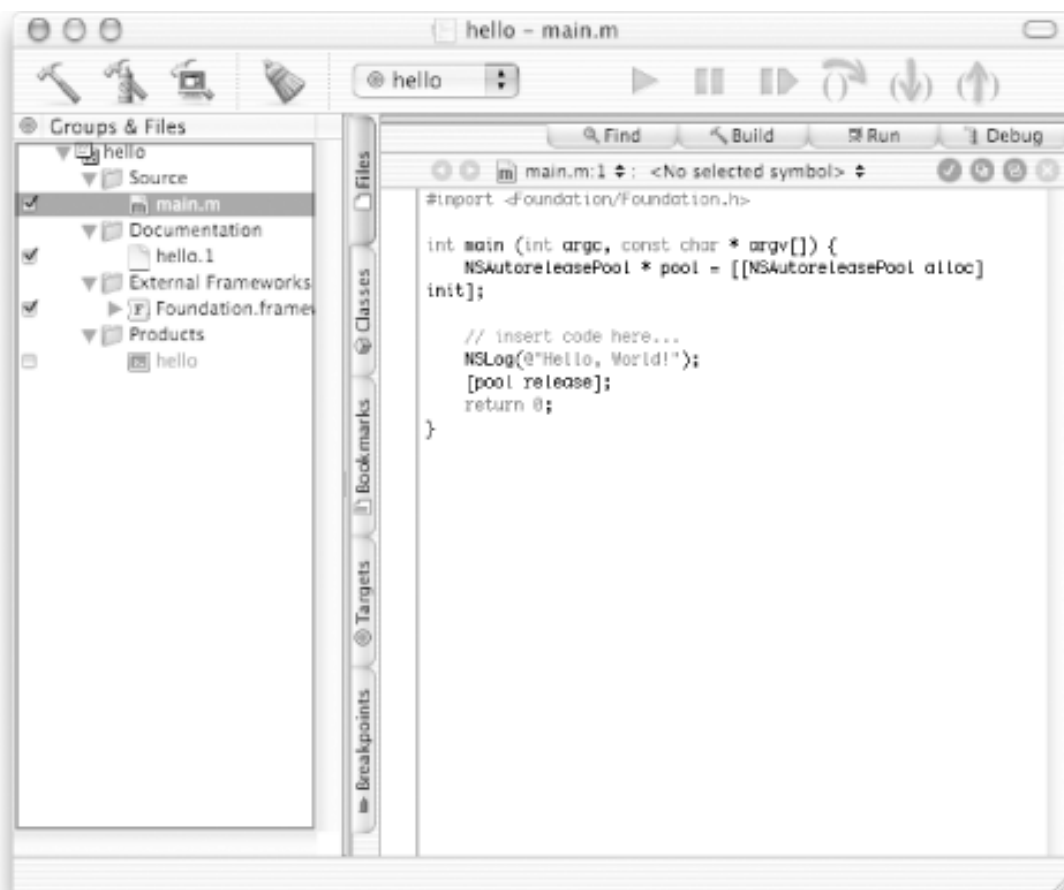 hello - main.m
hello
Groups & Files
hello
Source
main.m
Documentation
hello.1
External Frameworks
Foundation.framew
Products
hello
Files
Classes
Bookmarks
Targets
Breakpoints
Find
Build
Run
Debug
main.m:1 : <No selected symbol>
#import <Foundation/Foundation.h>
int main (int argc, const char * argv[]) {
NSAutoreleasePool * pool = [[NSAutoreleasePool alloc]
init];
// insert code here...
NSLog(@"Hello, World!");
[pool release];
return 0;
}